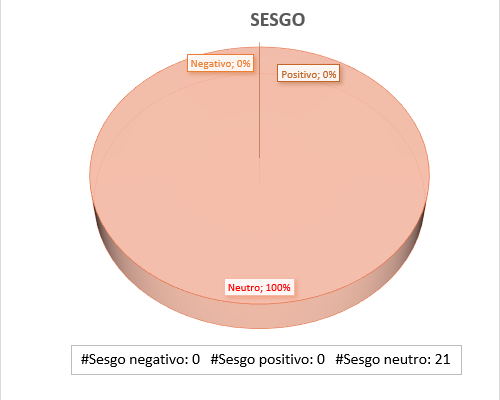 SESGO
Negativo; 0%
Positivo; 0%
Neutro; 100%
#Sesgo negativo: 0 #Sesgo positivo: 0 #Sesgo neutro: 21